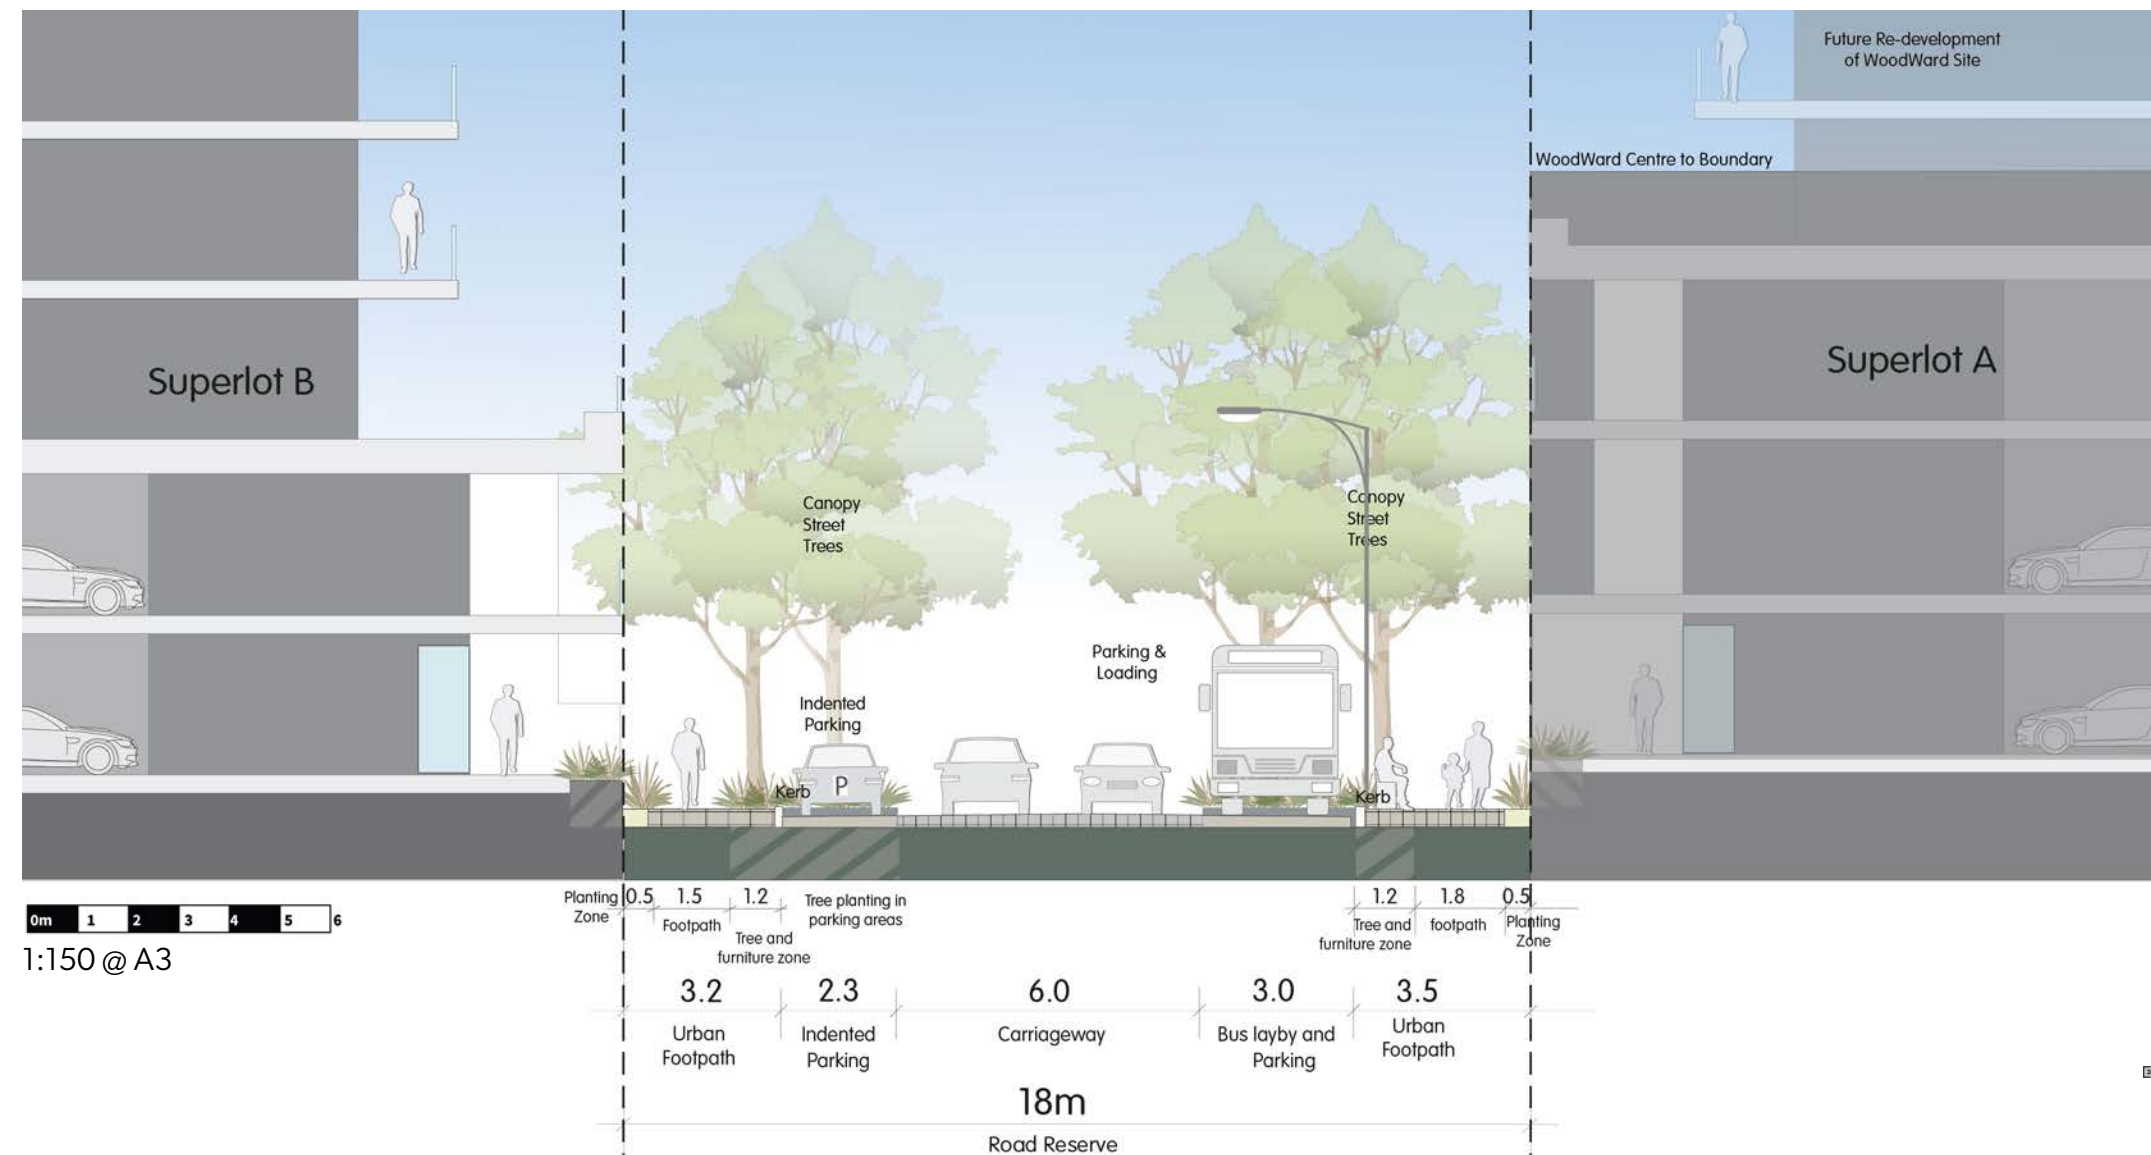 Future Re-development
of WoodWard Site
WoodWard Centre to Boundary
Superlot B
Superlot A
Canopy
Street
Trees
Canopy
Street
Trees
Parking &
Loading
Indented
Parking
Kerb
P
Kerb
Planting
Zone
0.5
1.5
1.2
Footpath
Tree and
furniture zone
Tree planting in
parking areas
1.2
1.8
0.5
Tree and
furniture zone
footpath
Planting
Zone
0m 1 2 3 4 5 6
1:150 @ A3
3.2
2.3
6.0
3.0
3.5
Urban
Footpath
Indented
Parking
Carriageway
Bus layby and
Parking
Urban
Footpath
18m
Road Reserve